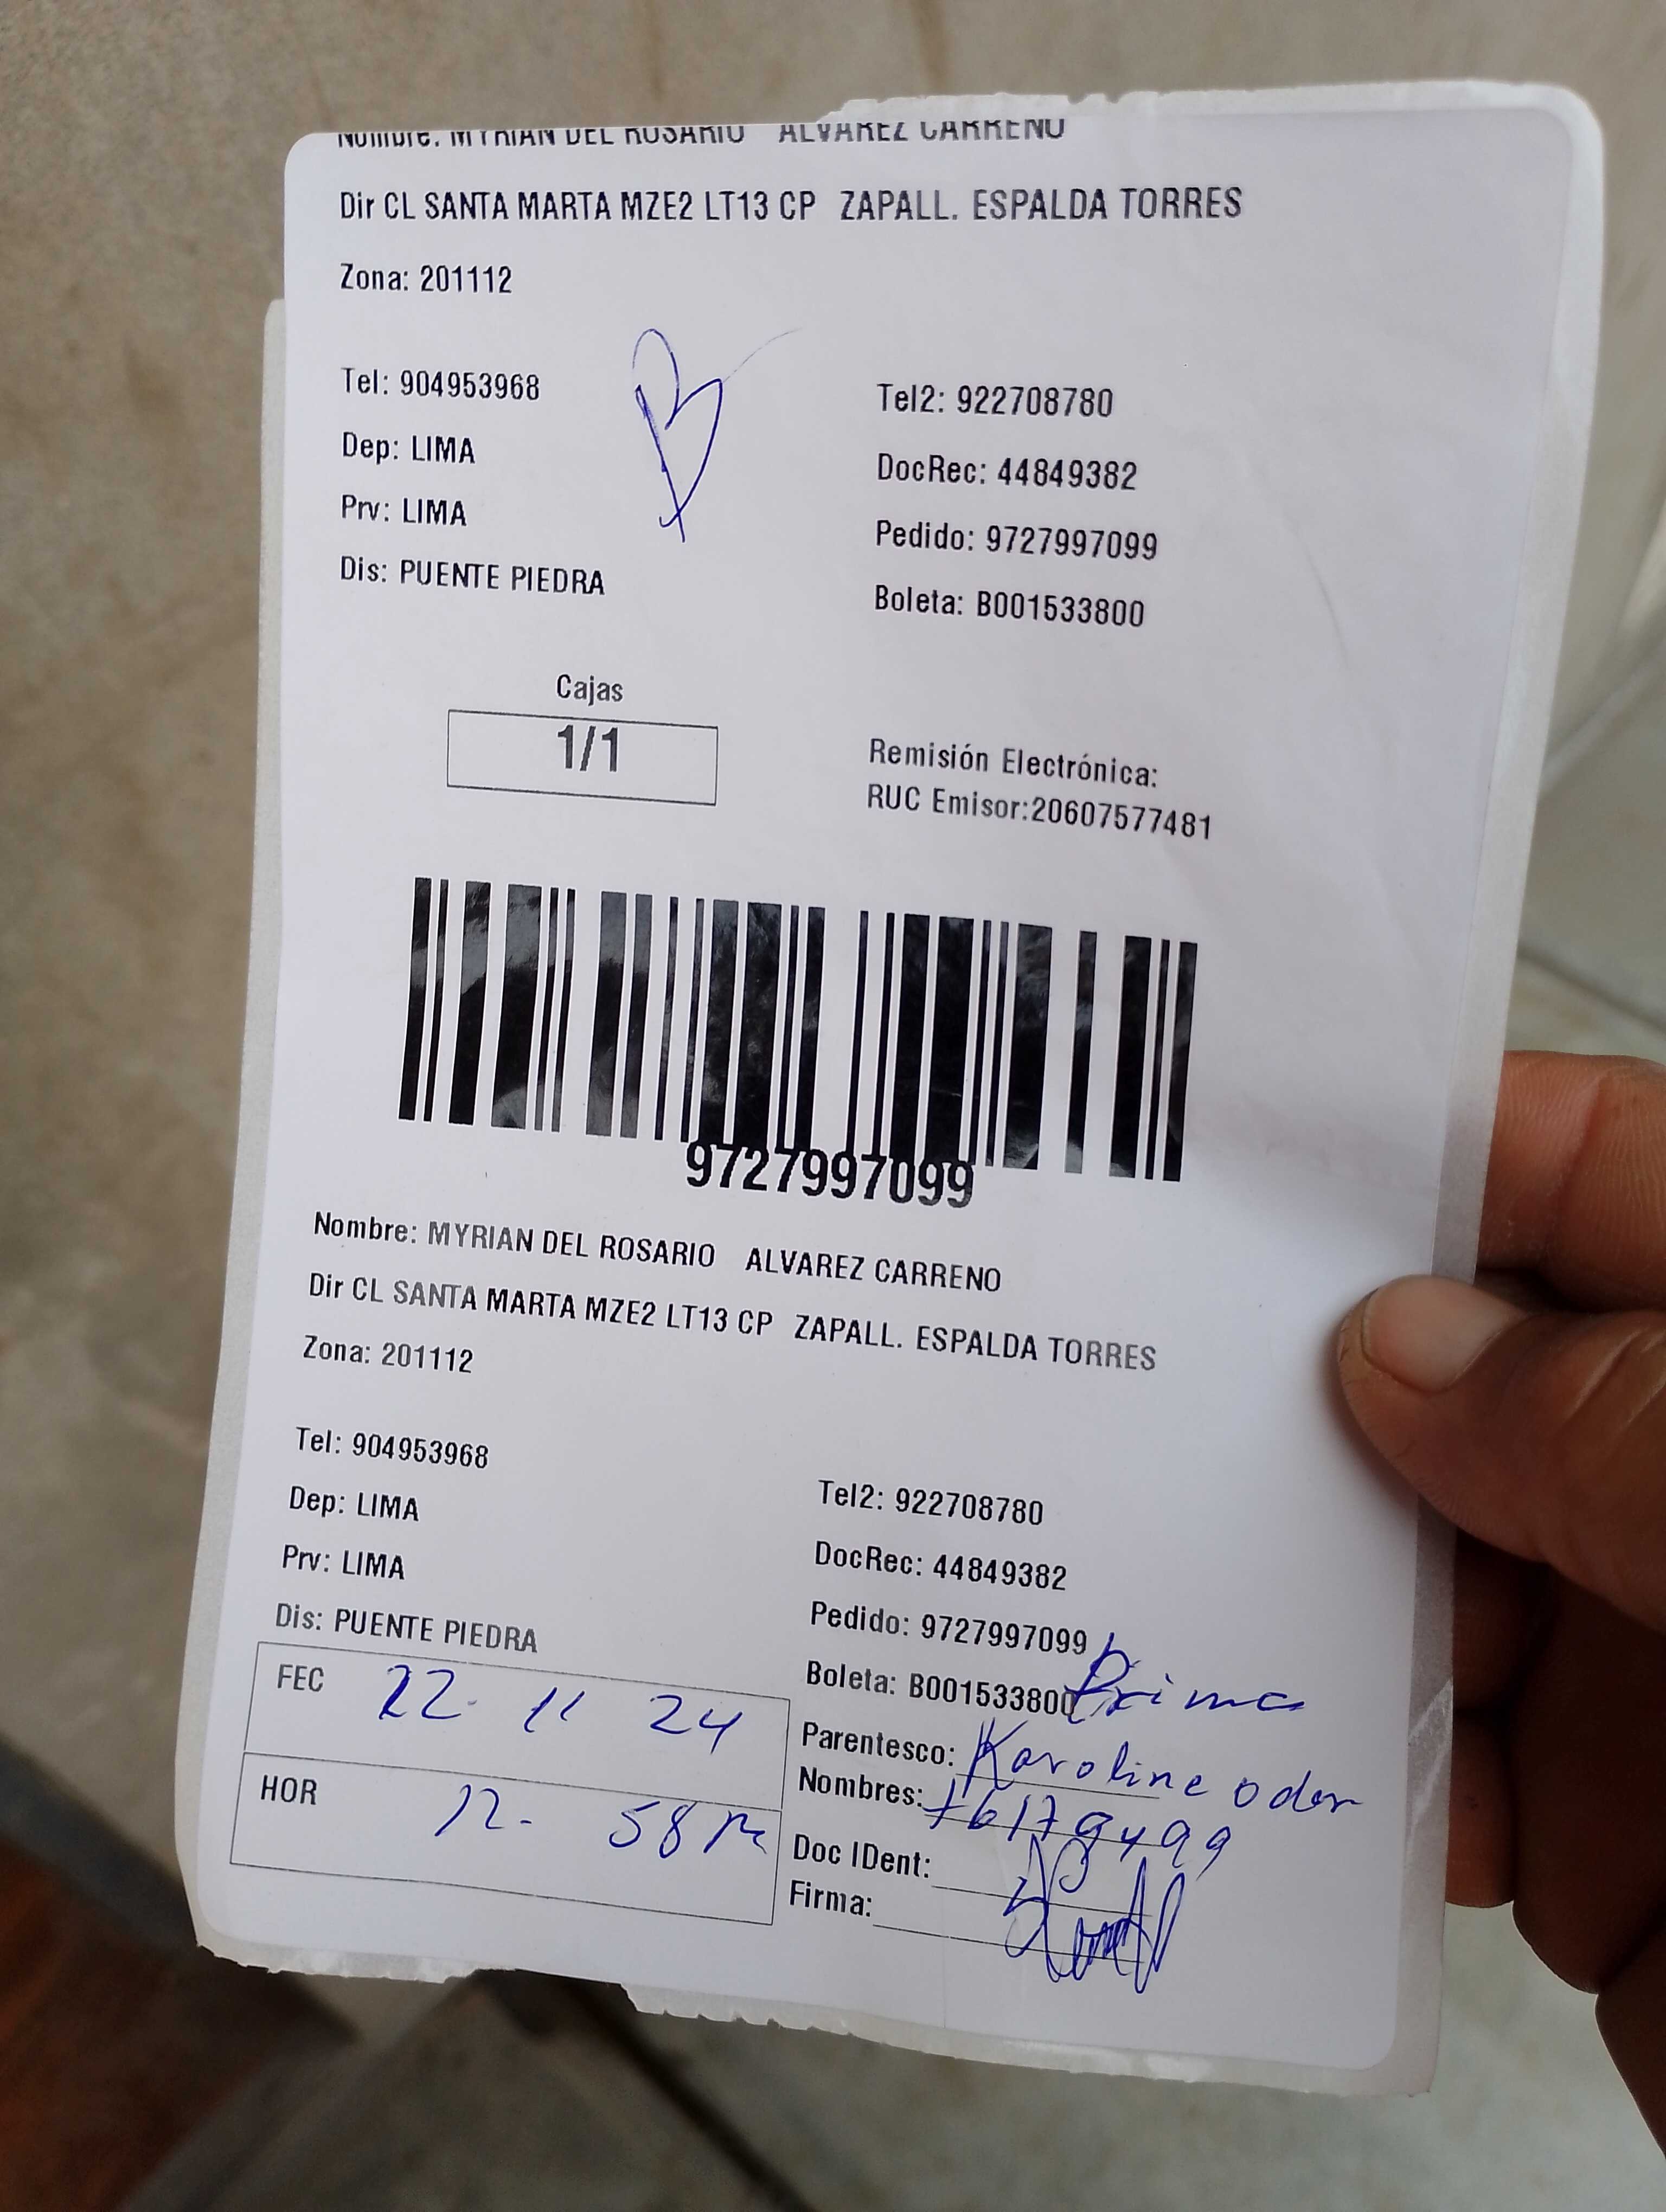 Nombre: MYRIAN DEL ROSARIO ALVAREZ CARRENO
Dir CL SANTA MARTA MZE2 LT13 CP ZAPALL. ESPALDA TORRES
Zona: 201112
Tel: 904953968
Tel2: 922708780
Dep: LIMA
DocRec: 44849382
Prv: LIMA
Pedido: 9727997099
Dis: PUENTE PIEDRA
Boleta: B001533800
Cajas
1/1
Remisión Electrónica:
RUC Emisor:20607577481
9727997099
Nombre: MYRIAN DEL ROSARIO ALVAREZ CARRENO
Dir CL SANTA MARTA MZE2 LT13 CP ZAPALL. ESPALDA TORRES
Zona: 201112
Tel: 904953968
Tel2: 922708780
Dep: LIMA
DocRec: 44849382
Prv: LIMA
Pedido: 9727997099
Dis: PUENTE PIEDRA
Boleta: B001533800 Prima
FEC 22. 11 24
Parentesco: Karoline
Nombres:
HOR 12. 58
Doc IDent:
Firma: